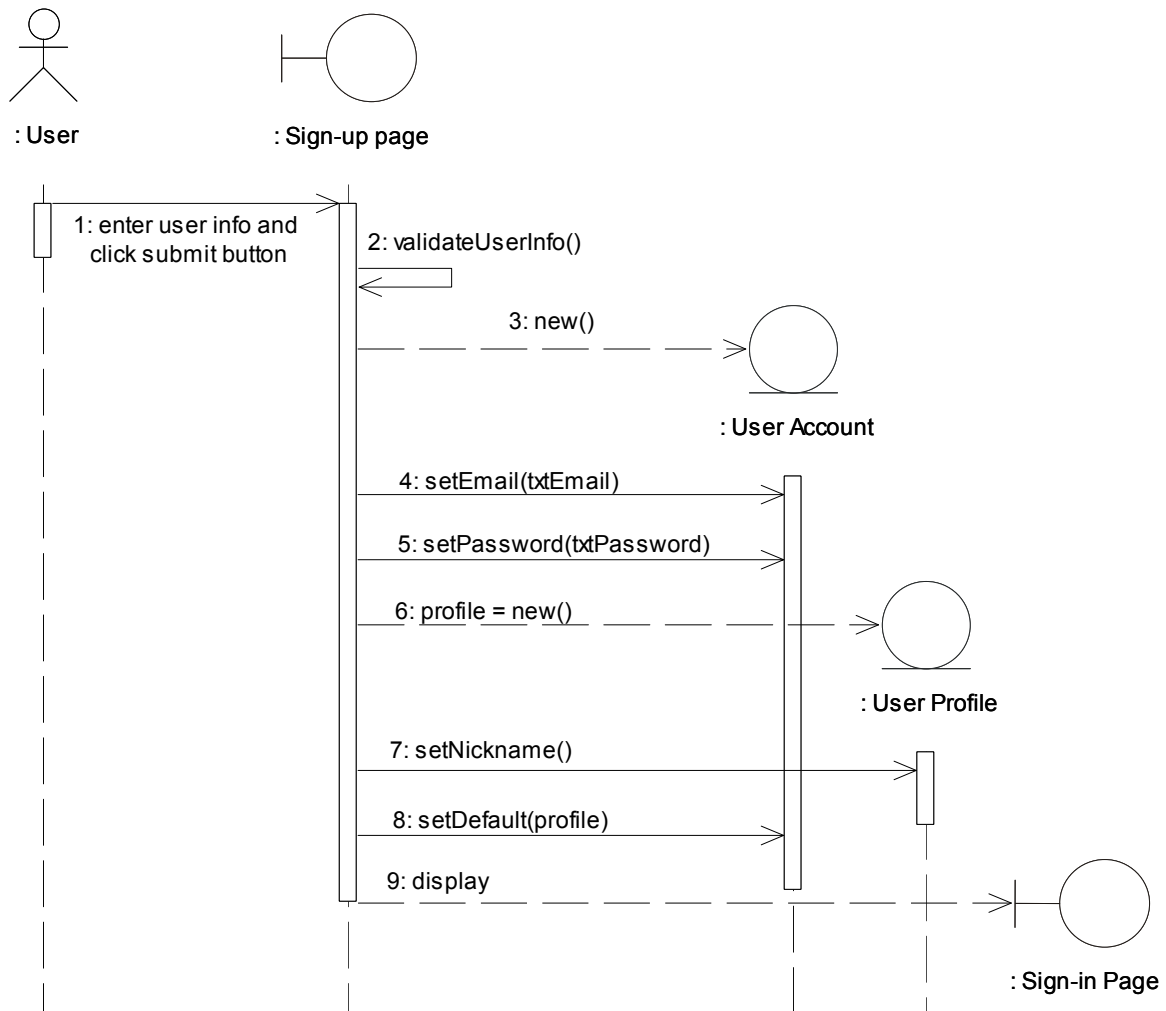 : User
: Sign-up page
1: enter user info and
click submit button
2: validateUserInfo()
3: new()
: User Account
4: setEmail(txtEmail)
5: setPassword(txtPassword)
6: profile = new()
: User Profile
7: setNickname()
8: setDefault(profile)
9: display
: Sign-in Page